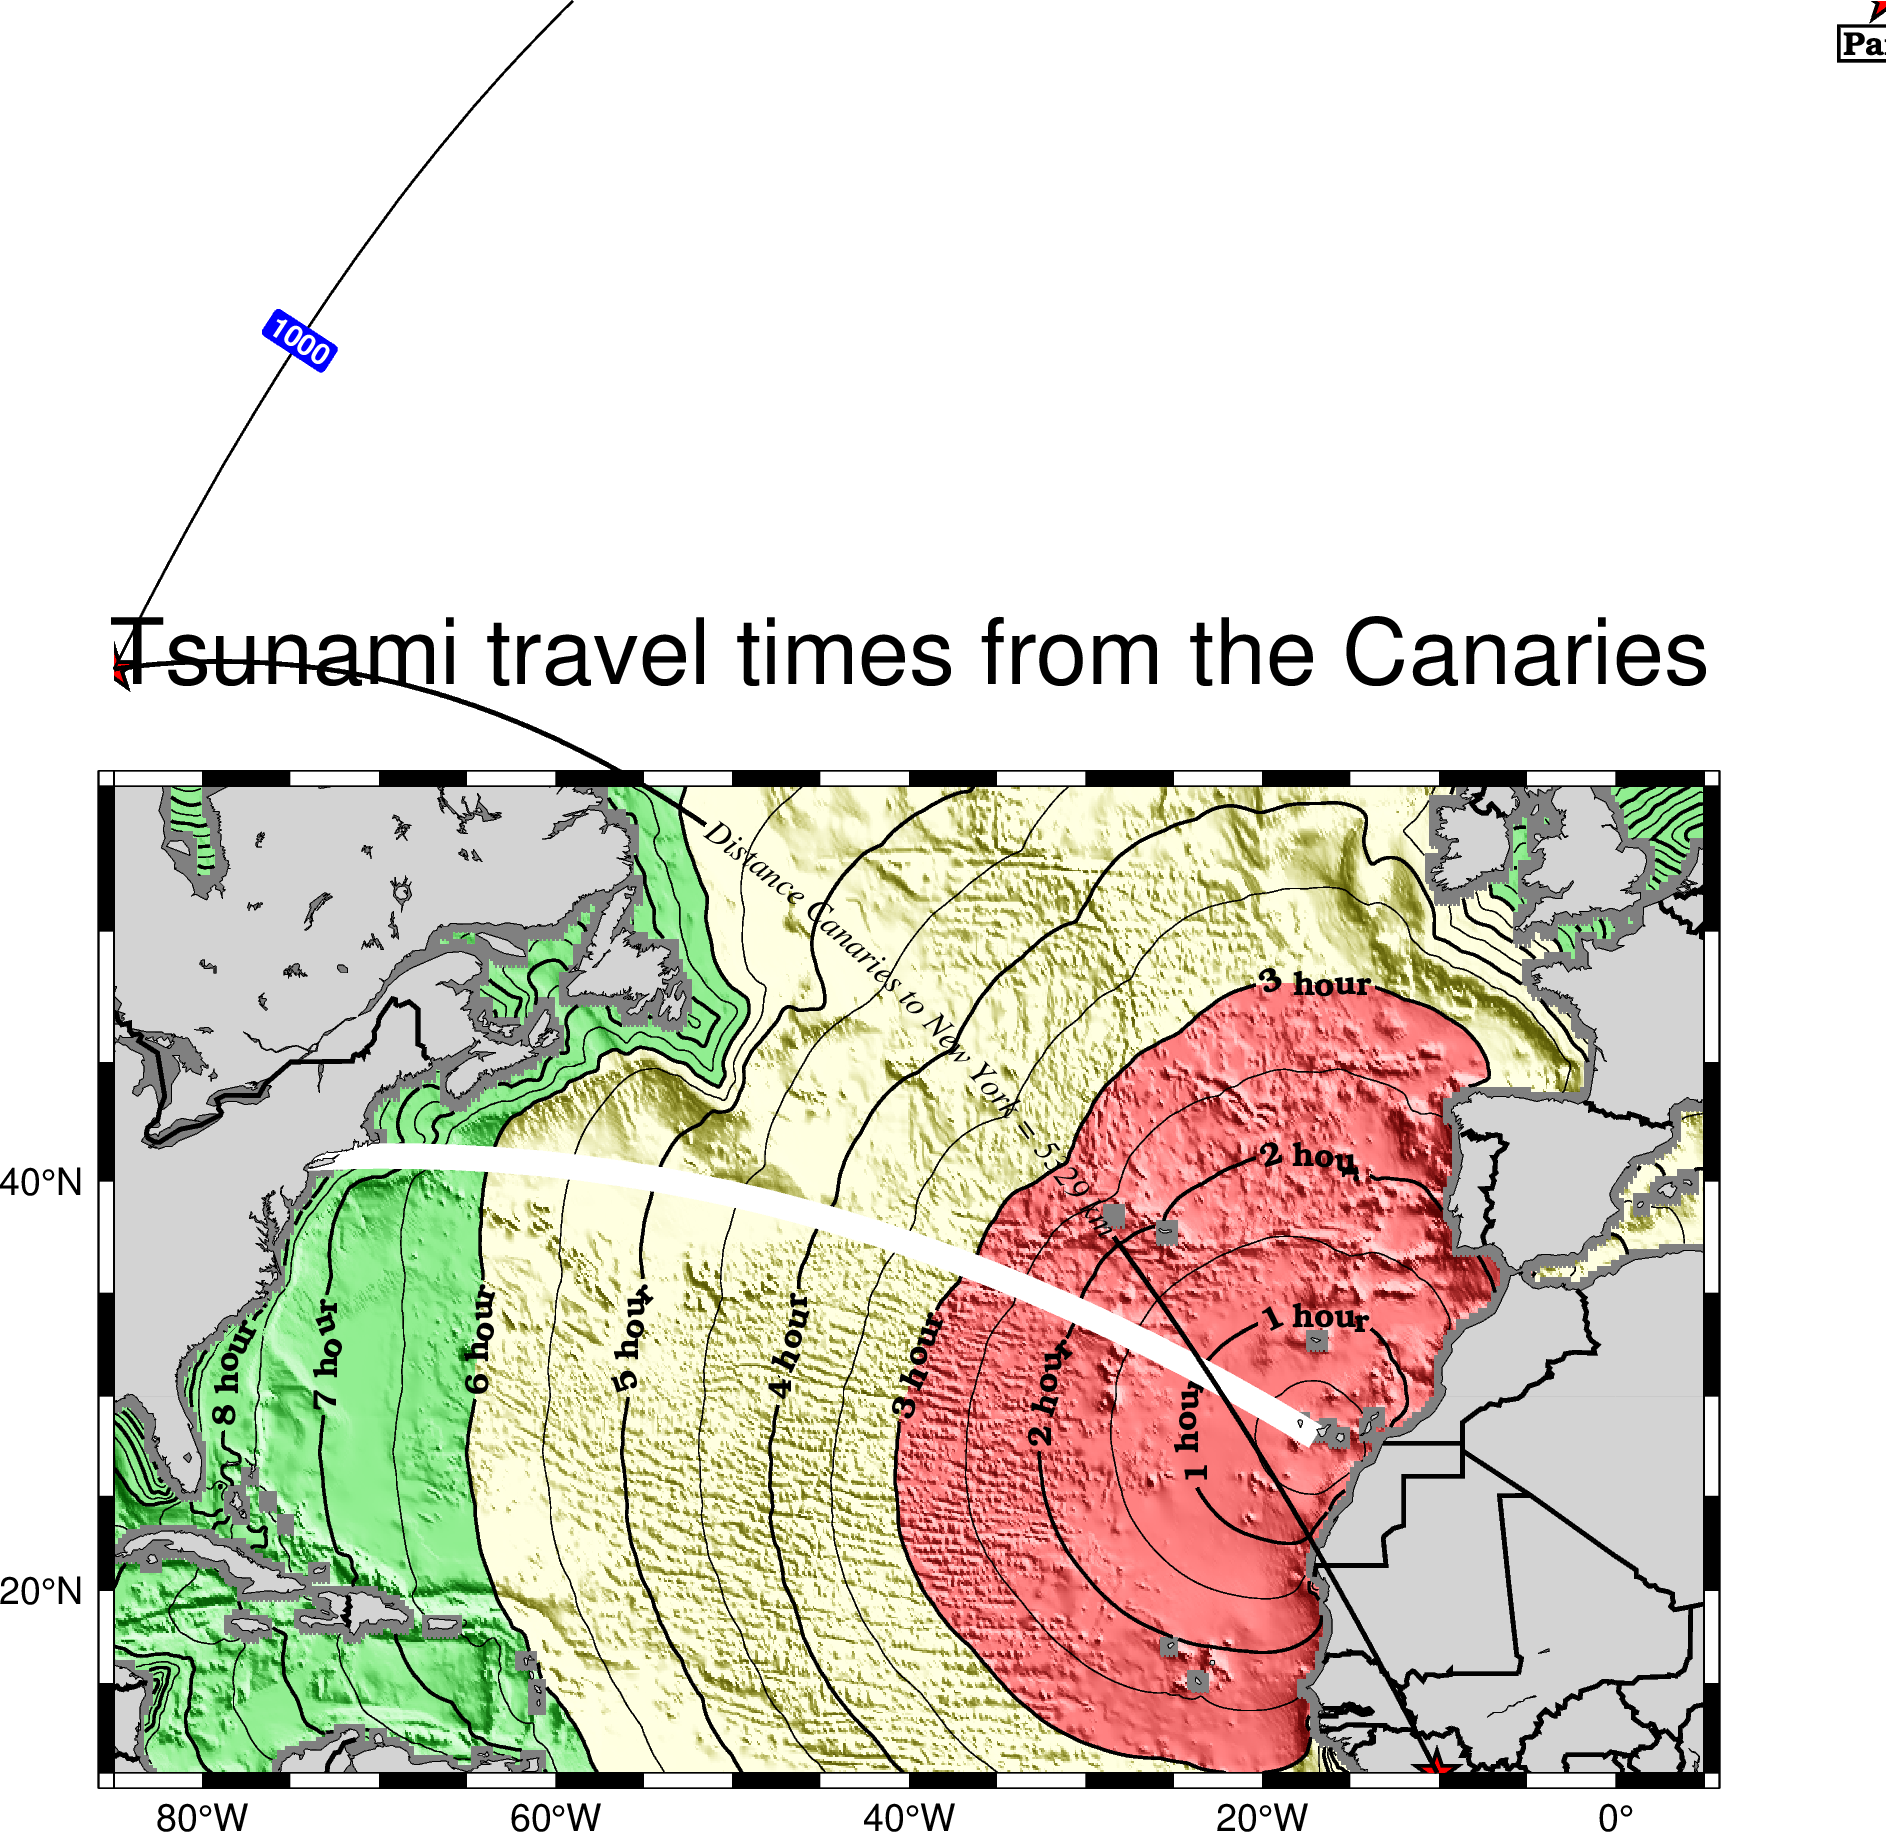 Pa
1000
Tsunami travel times from the Canaries
Distance Canaries to New York = 5529 km
3 hour
2 hou
1 hour
8 hour
7 hour
6 hour
5 hour
4 hour
3 hour
2 hour
1 hour
40°N
20°N
80°W
60°W
40°W
20°W
0°